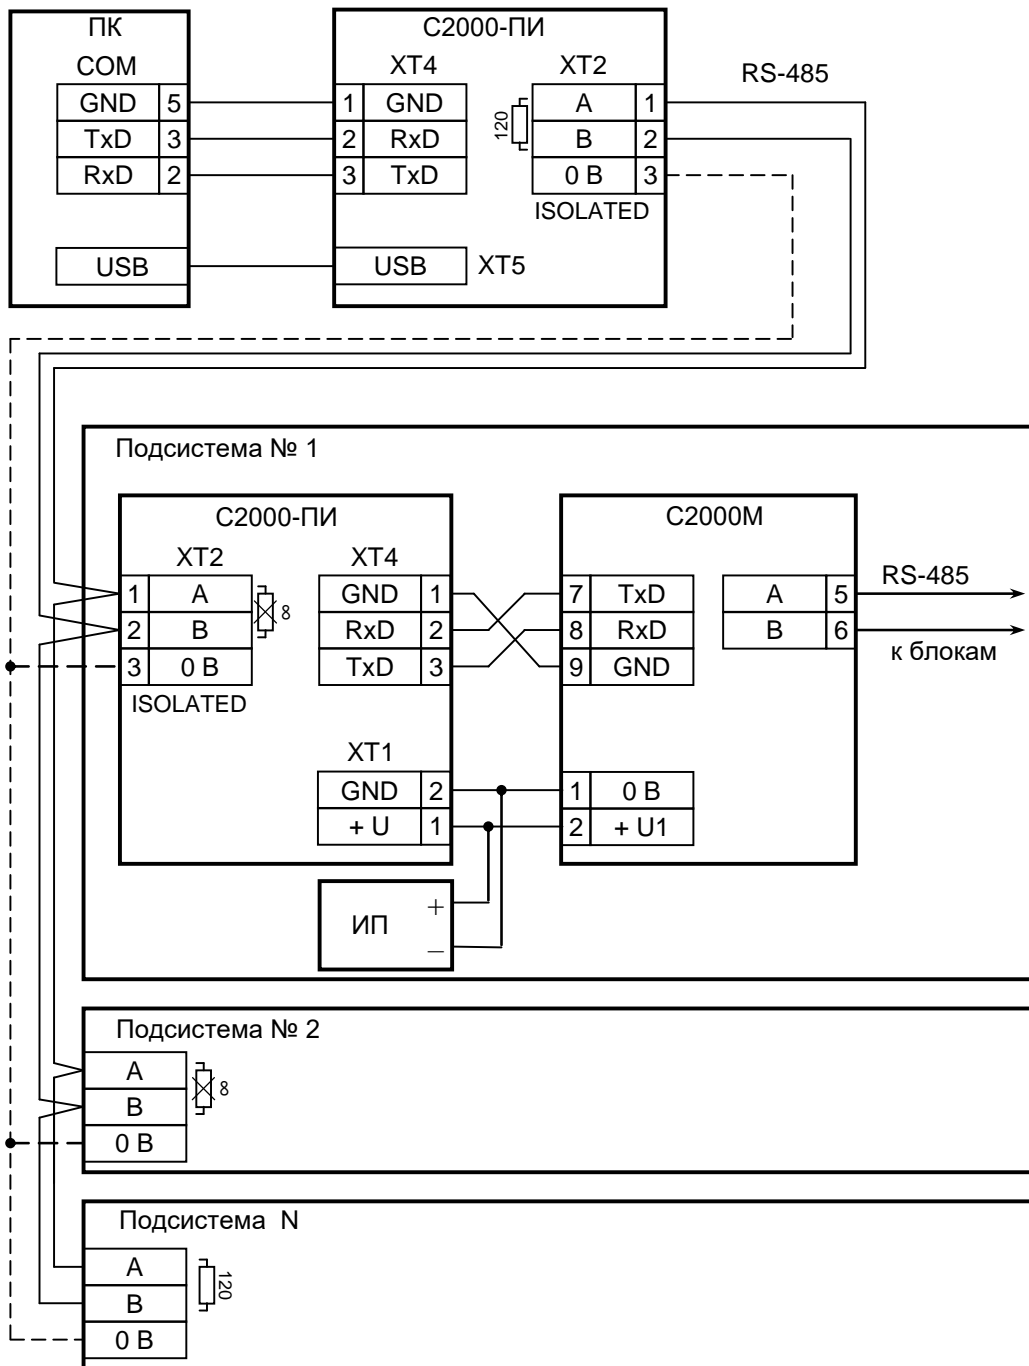 ПК
COM
GND 5
TxD 3
RxD 2
USB
С2000-ПИ
XT4
1 GND
2 RxD
3 TxD
USB XT5
XT2
120
A 1
B 2
0 В 3
ISOLATED
RS-485
Подсистема № 1
С2000-ПИ
XT2
1 A
2 B
3 0 В
ISOLATED
∞
XT4
GND 1
RxD 2
TxD 3
XT1
GND 2
+ U 1
С2000М
7 TxD
8 RxD
9 GND
A 5
B 6
RS-485
к блокам
1 0 В
2 + U1
ИП
+
–
Подсистема № 2
A
B
0 В
∞
Подсистема N
A
B
0 В
120